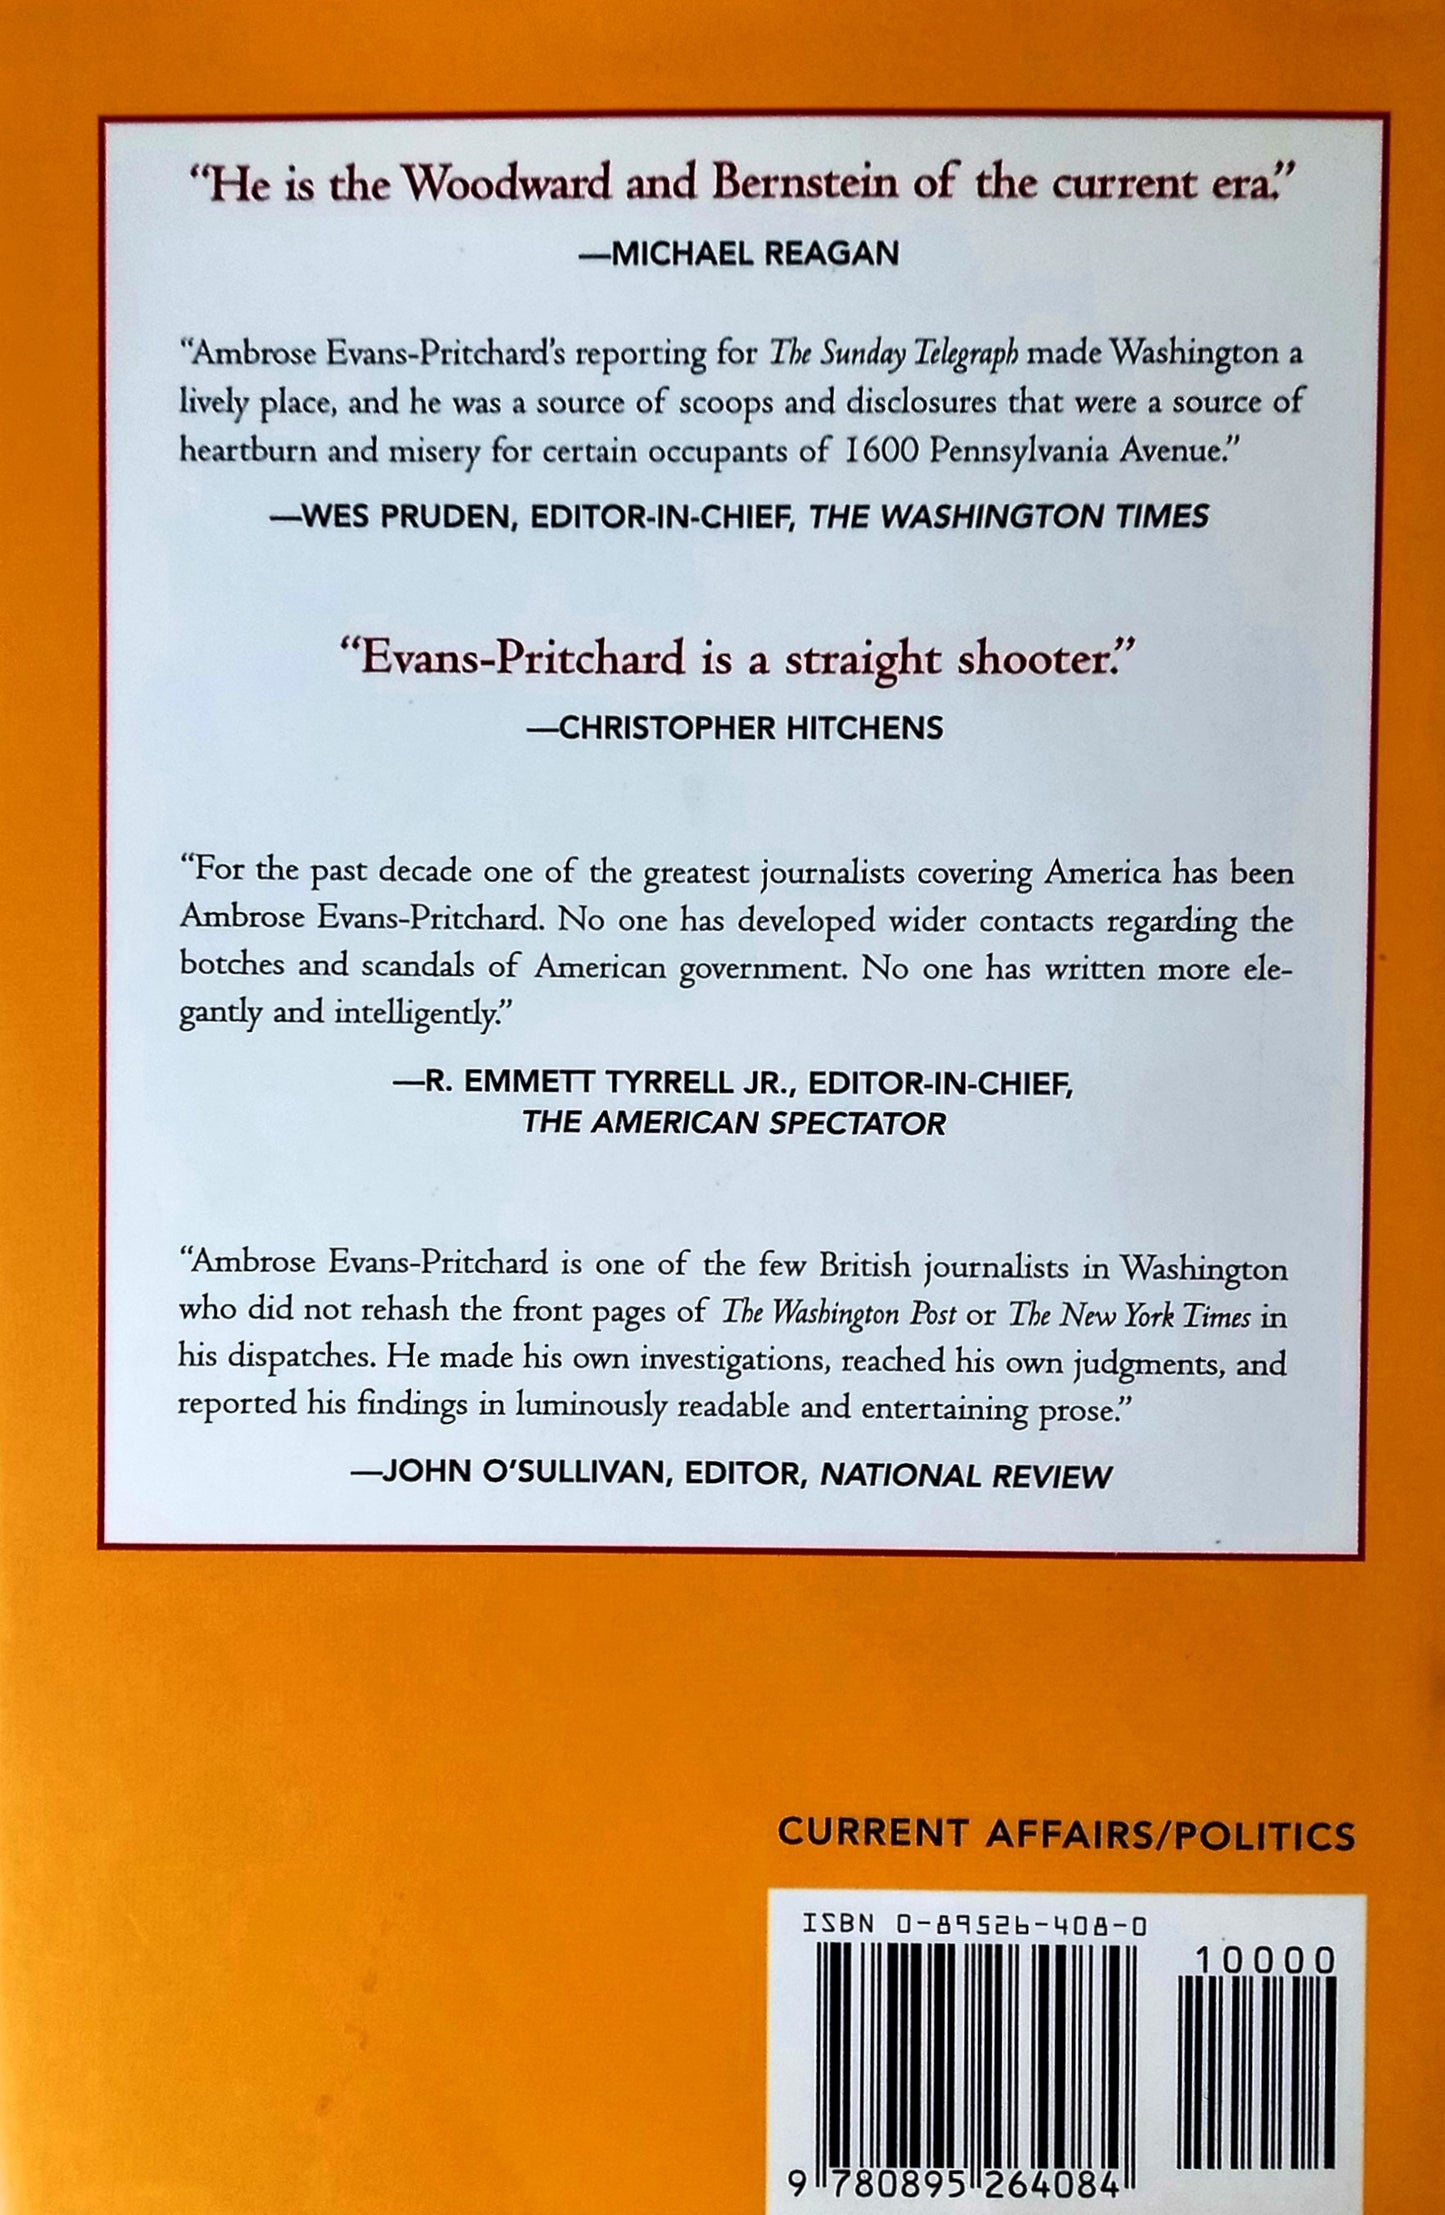 “He is the Woodward and Bernstein of the current era.”
—MICHAEL REAGAN
“Ambrose Evans-Pritchard’s reporting for The Sunday Telegraph made Washington a
lively place, and he was a source of scoops and disclosures that were a source of
heartburn and misery for certain occupants of 1600 Pennsylvania Avenue.”
—WES PRUDEN, EDITOR-IN-CHIEF, THE WASHINGTON TIMES
“Evans-Pritchard is a straight shooter.”
—CHRISTOPHER HITCHENS
“For the past decade one of the greatest journalists covering America has been
Ambrose Evans-Pritchard. No one has developed wider contacts regarding the
botches and scandals of American government. No one has written more ele-
gantly and intelligently.”
—R. EMMETT TYRRELL JR., EDITOR-IN-CHIEF,
THE AMERICAN SPECTATOR
“Ambrose Evans-Pritchard is one of the few British journalists in Washington
who did not rehash the front pages of The Washington Post or The New York Times in
his dispatches. He made his own investigations, reached his own judgments, and
reported his findings in luminously readable and entertaining prose.”
—JOHN O’SULLIVAN, EDITOR, NATIONAL REVIEW
CURRENT AFFAIRS/POLITICS
ISBN 0-89526-408-0
10000
9 780895 264084